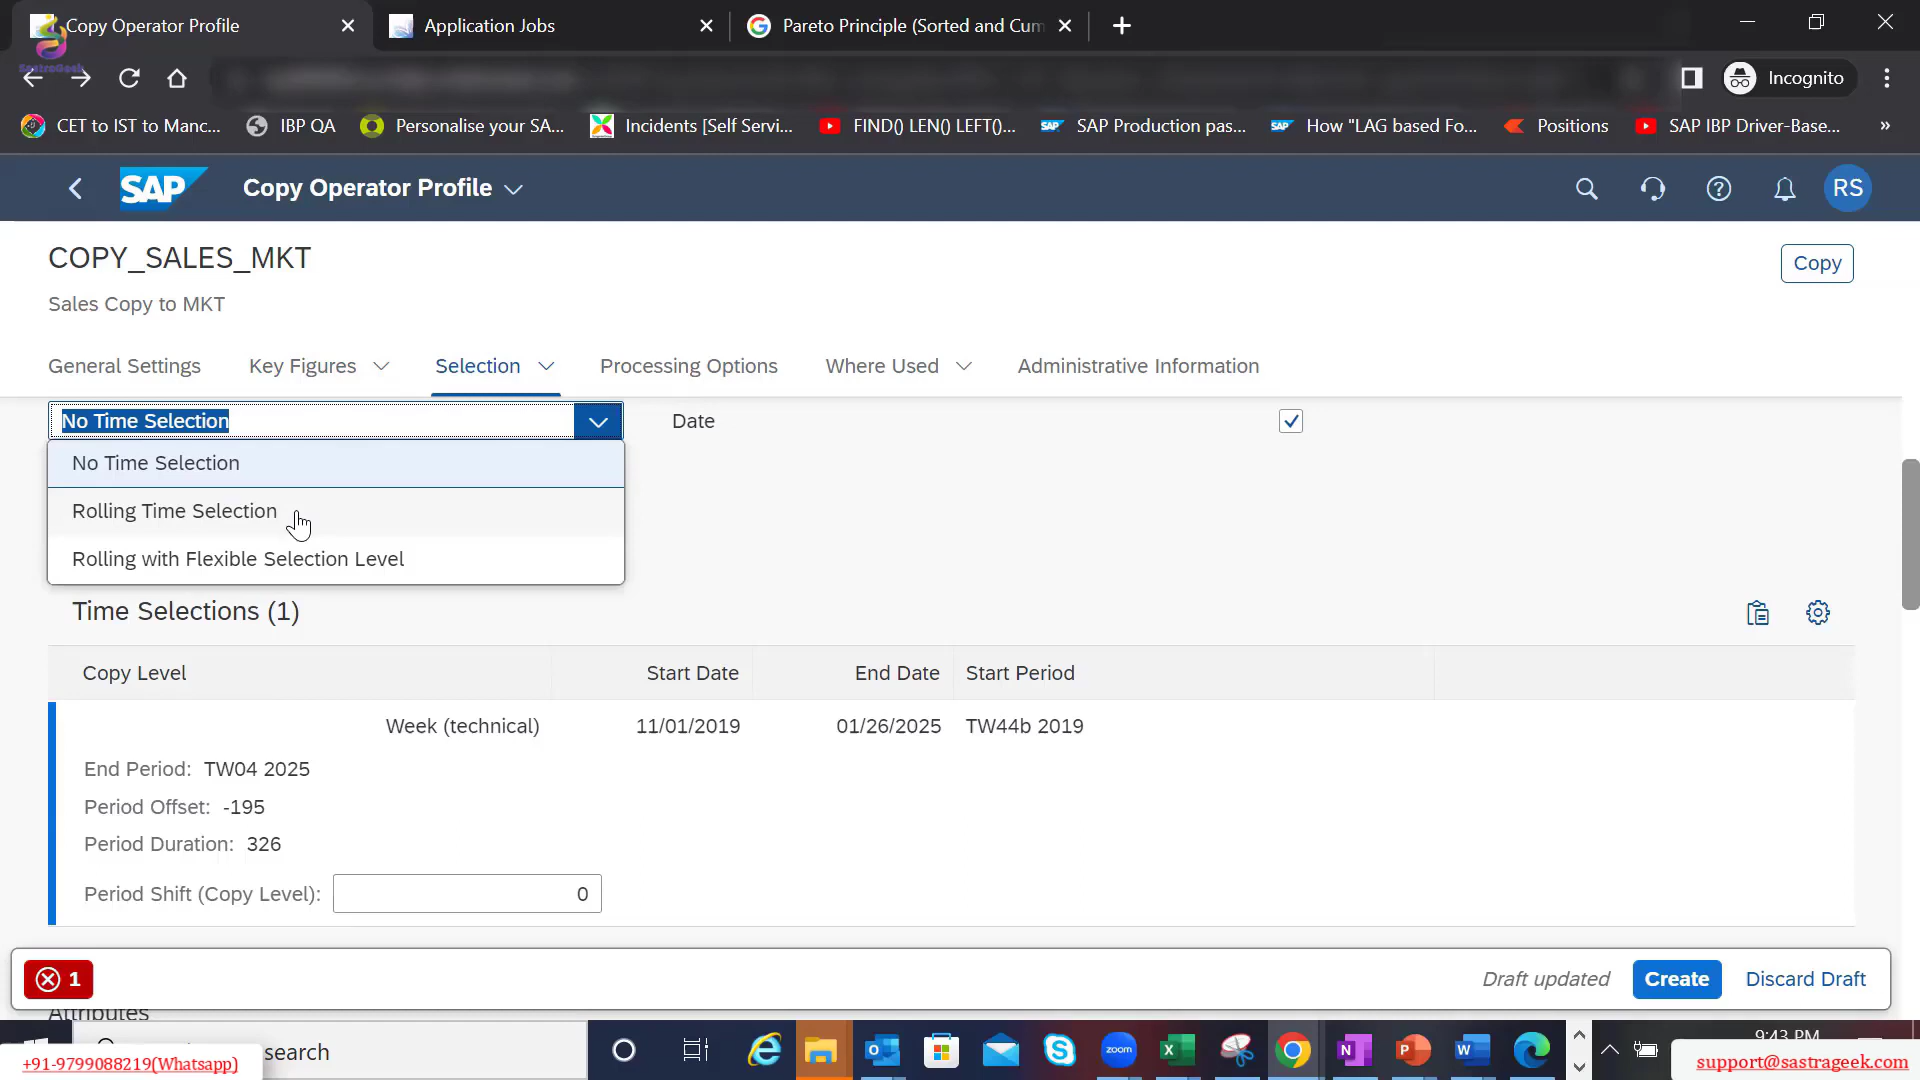 Copy Operator Profile
Application Jobs
Pareto Principle (Sorted and Cum
SastraGeek
Incognito
CET to IST to Manc...
IBP QA
Personalise your SA...
Incidents [Self Servi...
FIND() LEN() LEFT()...
SAP Production pas...
How "LAG based Fo...
Positions
SAP IBP Driver-Base...
»
SAP
Copy Operator Profile
RS
COPY_SALES_MKT
Copy
Sales Copy to MKT
General Settings
Key Figures
Selection
Processing Options
Where Used
Administrative Information
No Time Selection
Date
No Time Selection
Rolling Time Selection
Rolling with Flexible Selection Level
Time Selections (1)
Copy Level
Start Date
End Date
Start Period
Week (technical)
11/01/2019
01/26/2025
TW44b 2019
End Period: TW04 2025
Period Offset: -195
Period Duration: 326
Period Shift (Copy Level): 0
1
Draft updated
Create
Discard Draft
Attributes
search
zoom
9:43 PM
+91-9799088219(Whatsapp)
support@sastrageek.com